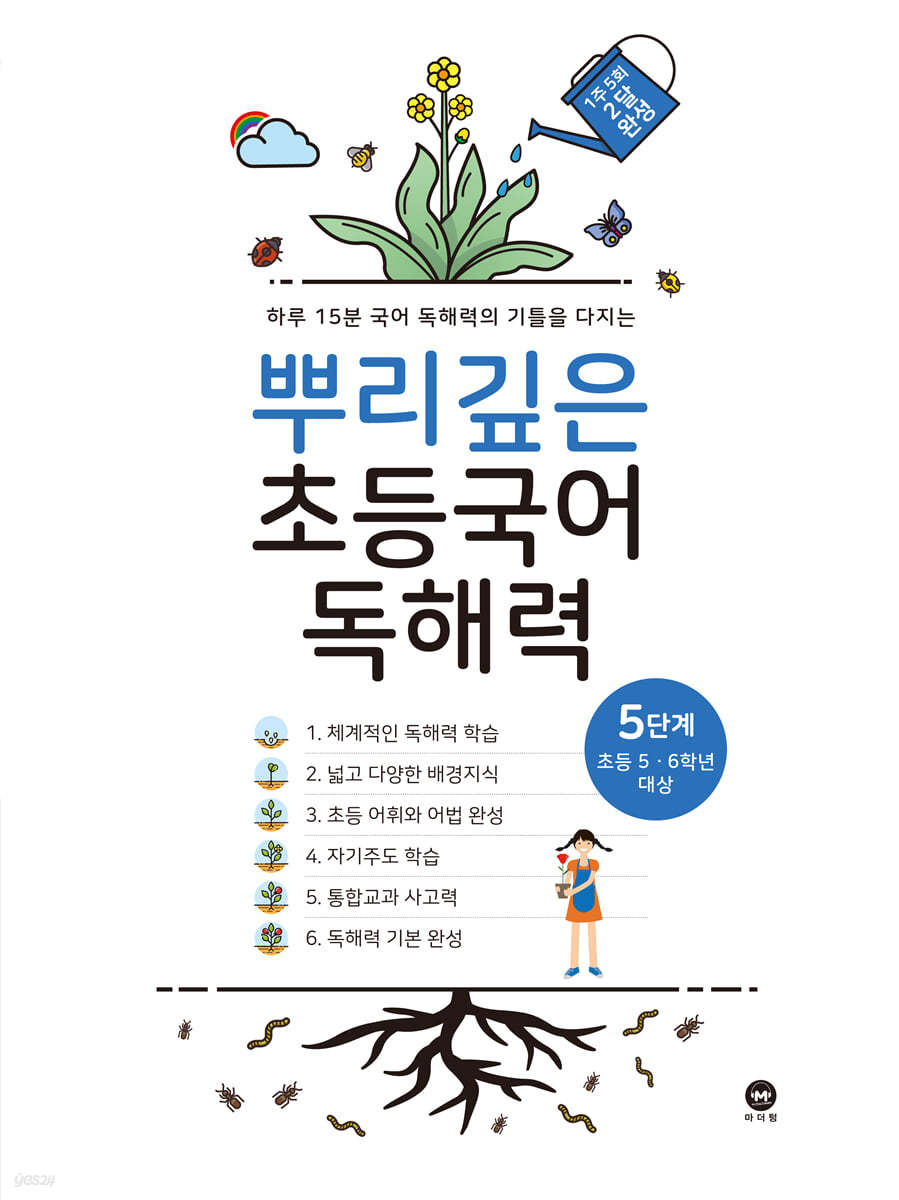 1주 5회
2달
완성
하루 15분 국어 독해력의 기틀을 다지는
뿌리깊은
초등국어
독해력
5단계
초등 5 · 6학년
대상
1. 체계적인 독해력 학습
2. 넓고 다양한 배경지식
3. 초등 어휘와 어법 완성
4. 자기주도 학습
5. 통합교과 사고력
6. 독해력 기본 완성
M
마더텅
yes24